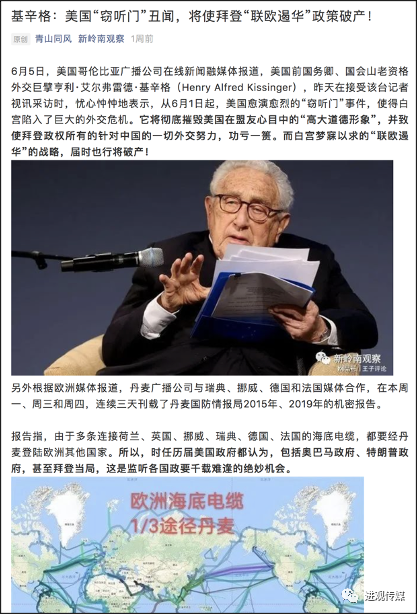 基辛格：美国“窃听门”丑闻，将使拜登“联欧遏华”政策破产！
原创 青山同风 新岭南观察 1周前
6月5日，美国哥伦比亚广播公司在线新闻融媒体报道，美国前国务卿、国会山老资格
外交巨擘亨利·艾尔弗雷德·基辛格（Henry Alfred Kissinger），昨天在接受该台记者
视讯采访时，忧心忡忡地表示，从6月1日起，美国愈演愈烈的“窃听门”事件，使得白
宫陷入了巨大的外交危机。它将彻底摧毁美国在盟友心目中的“高大道德形象”，并致
使拜登政权所有的针对中国的一切外交努力，功亏一篑。而白宫梦寐以求的“联欧遏
华”的战略，届时也行将破产！
新岭南观察
网易号 | 王子评论
另外根据欧洲媒体报道，丹麦广播公司与瑞典、挪威、德国和法国媒体合作，在本周
一、周三和周四，连续三天刊载了丹麦国防情报局2015年、2019年的机密报告。
报告指，由于多条连接荷兰、英国、挪威、瑞典、德国、法国的海底电缆，都要经丹
麦登陆欧洲其他国家。所以，时任历届美国政府都认为，包括奥巴马政府、特朗普政
府，甚至拜登当局，这是监听各国政要千载难逢的绝妙机会。
欧洲海底电缆
1/3途径丹麦
进观传媒